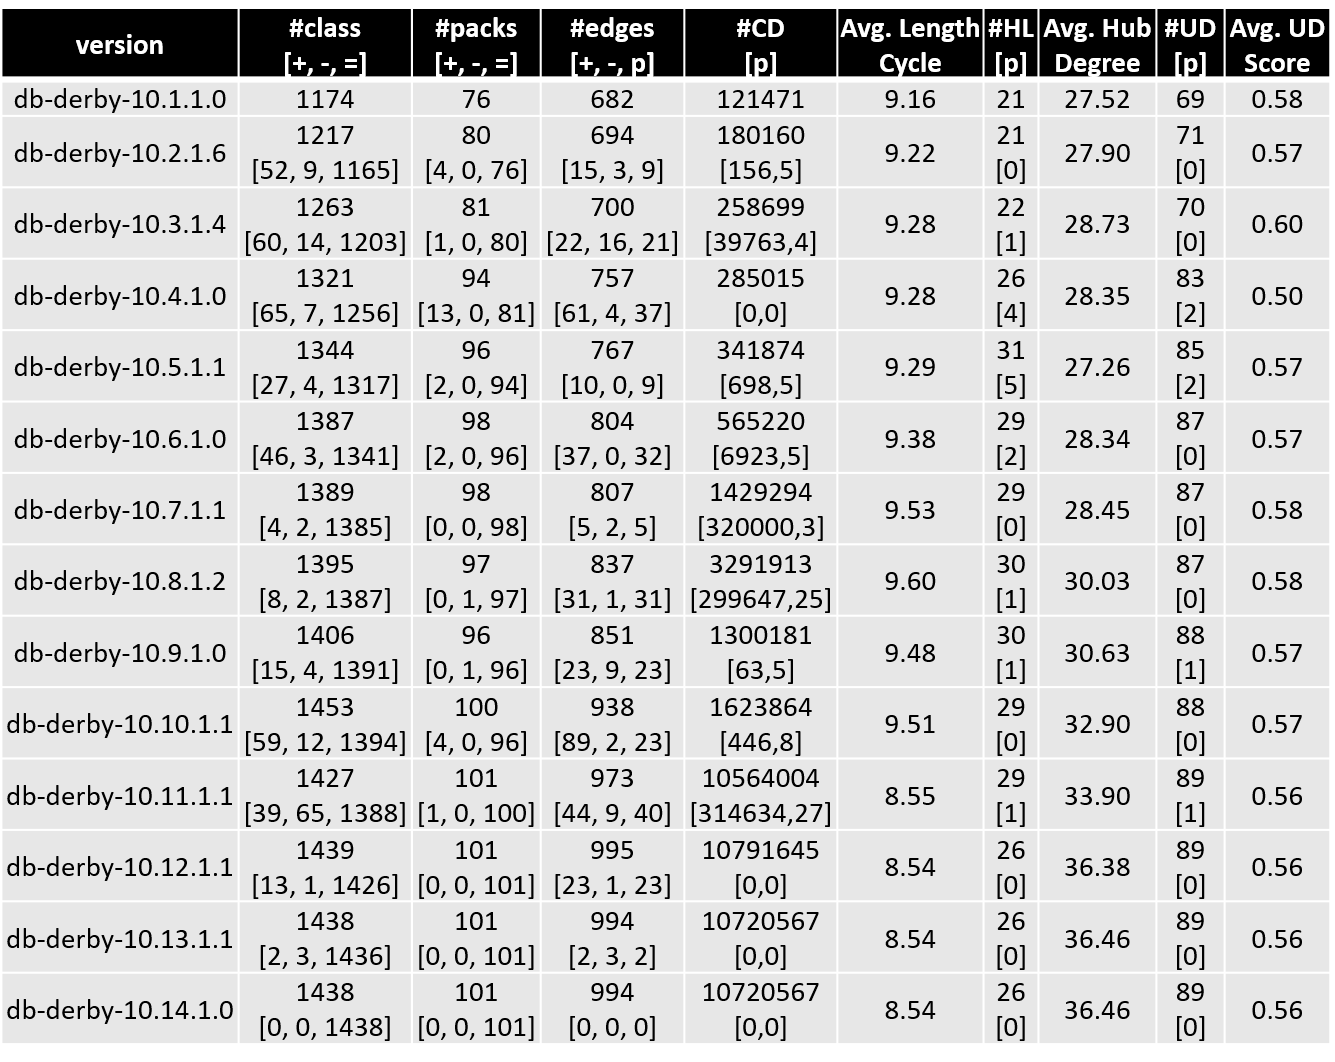 version #class #packs #edges #CD Avg. Length #HL Avg. Hub #UD Avg. UD
[+, -, =] [+, -, =] [+, -, p] [p] Cycle [p] Degree [p] Score
db-derby-10.1.1.0 1174 76 682 121471 9.16 21 27.52 69 0.58
db-derby-10.2.1.6 1217 80 694 180160 9.22 21 27.90 71 0.57
[52, 9, 1165] [4, 0, 76] [15, 3, 9] [156,5] [0] [0]
db-derby-10.3.1.4 1263 81 700 258699 9.28 22 28.73 70 0.60
[60, 14, 1203] [1, 0, 80] [22, 16, 21] [39763,4] [1] [0]
db-derby-10.4.1.0 1321 94 757 285015 9.28 26 28.35 83 0.50
[65, 7, 1256] [13, 0, 81] [61, 4, 37] [0,0] [4] [2]
db-derby-10.5.1.1 1344 96 767 341874 9.29 31 27.26 85 0.57
[27, 4, 1317] [2, 0, 94] [10, 0, 9] [698,5] [5] [2]
db-derby-10.6.1.0 1387 98 804 565220 9.38 29 28.34 87 0.57
[46, 3, 1341] [2, 0, 96] [37, 0, 32] [6923,5] [2] [0]
db-derby-10.7.1.1 1389 98 807 1429294 9.53 29 28.45 87 0.58
[4, 2, 1385] [0, 0, 98] [5, 2, 5] [320000,3] [0] [0]
db-derby-10.8.1.2 1395 97 837 3291913 9.60 30 30.03 87 0.58
[8, 2, 1387] [0, 1, 97] [31, 1, 31] [299647,25] [1] [0]
db-derby-10.9.1.0 1406 96 851 1300181 9.48 30 30.63 88 0.57
[15, 4, 1391] [0, 1, 96] [23, 9, 23] [63,5] [1] [1]
db-derby-10.10.1.1 1453 100 938 1623864 9.51 29 32.90 88 0.57
[59, 12, 1394] [4, 0, 96] [89, 2, 23] [446,8] [0] [0]
db-derby-10.11.1.1 1427 101 973 10564004 8.55 29 33.90 89 0.56
[39, 65, 1388] [1, 0, 100] [44, 9, 40] [314634,27] [1] [1]
db-derby-10.12.1.1 1439 101 995 10791645 8.54 26 36.38 89 0.56
[13, 1, 1426] [0, 0, 101] [23, 1, 23] [0,0] [0] [0]
db-derby-10.13.1.1 1438 101 994 10720567 8.54 26 36.46 89 0.56
[2, 3, 1436] [0, 0, 101] [2, 3, 2] [0,0] [0] [0]
db-derby-10.14.1.0 1438 101 994 10720567 8.54 26 36.46 89 0.56
[0, 0, 1438] [0, 0, 101] [0, 0, 0] [0,0] [0] [0]